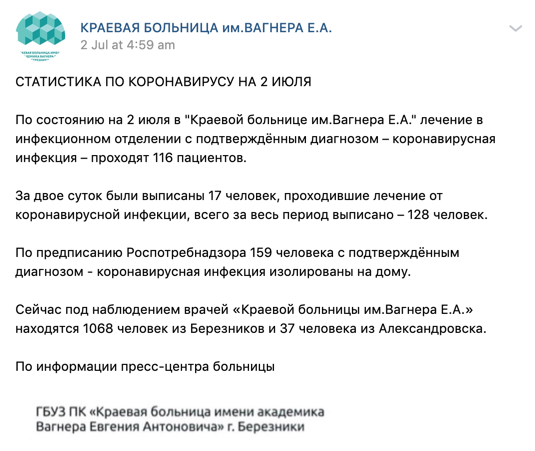 КРАЕВАЯ БОЛЬНИЦА им.ВАГНЕРА Е.А.
2 Jul at 4:59 am
СТАТИСТИКА ПО КОРОНАВИРУСУ НА 2 ИЮЛЯ
По состоянию на 2 июля в "Краевой больнице им.Вагнера Е.А." лечение в
инфекционном отделении с подтверждённым диагнозом – коронавирусная
инфекция – проходят 116 пациентов.
За двое суток были выписаны 17 человек, проходившие лечение от
коронавирусной инфекции, всего за весь период выписано – 128 человек.
По предписанию Роспотребнадзора 159 человека с подтверждённым
диагнозом - коронавирусная инфекция изолированы на дому.
Сейчас под наблюдением врачей «Краевой больницы им.Вагнера Е.А.»
находятся 1068 человек из Березников и 37 человека из Александровска.
По информации пресс-центра больницы
ГБУЗ ПК «Краевая больница имени академика
Вагнера Евгения Антоновича» г. Березники